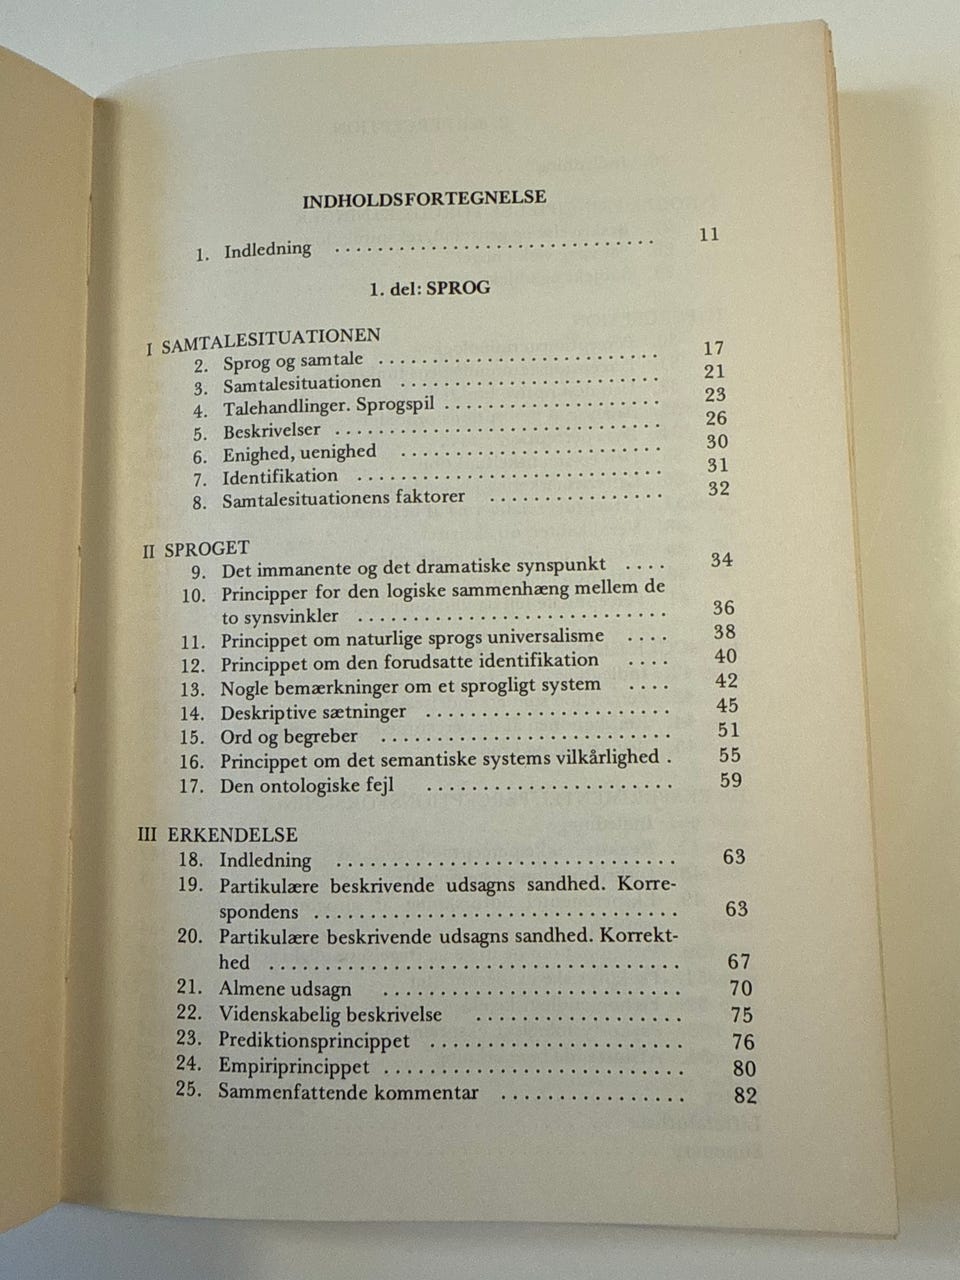 INDHOLDSFORTEGNELSE
1. Indledning .............................. 11
1. del: SPROG
I SAMTALESITUATIONEN
2. Sprog og samtale .......................... 17
3. Samtalesituationen ........................ 21
4. Talehandlinger. Sprogspil .................... 23
5. Beskrivelser .............................. 26
6. Enighed, uenighed ........................ 30
7. Identifikation ............................ 31
8. Samtalesituationens faktorer ................ 32
II SPROGET
9. Det immanente og det dramatiske synspunkt .... 34
10. Principper for den logiske sammenhæng mellem de
to synsvinkler ............................ 36
11. Princippet om naturlige sprogs universalisme .... 38
12. Princippet om den forudsatte identifikation .... 40
13. Nogle bemærkninger om et sprogligt system .... 42
14. Deskriptive sætninger ...................... 45
15. Ord og begreber .......................... 51
16. Princippet om det semantiske systems vilkårlighed . 55
17. Den ontologiske fejl ...................... 59
III ERKENDELSE
18. Indledning .............................. 63
19. Partikulære beskrivende udsagns sandhed. Korre-
spondens ................................ 63
20. Partikulære beskrivende udsagns sandhed. Korrekt-
hed .................................... 67
21. Almene udsagn .......................... 70
22. Videnskabelig beskrivelse .................. 75
23. Prediktionsprincippet ...................... 76
24. Empiriprincippet .......................... 80
25. Sammenfattende kommentar ................ 82